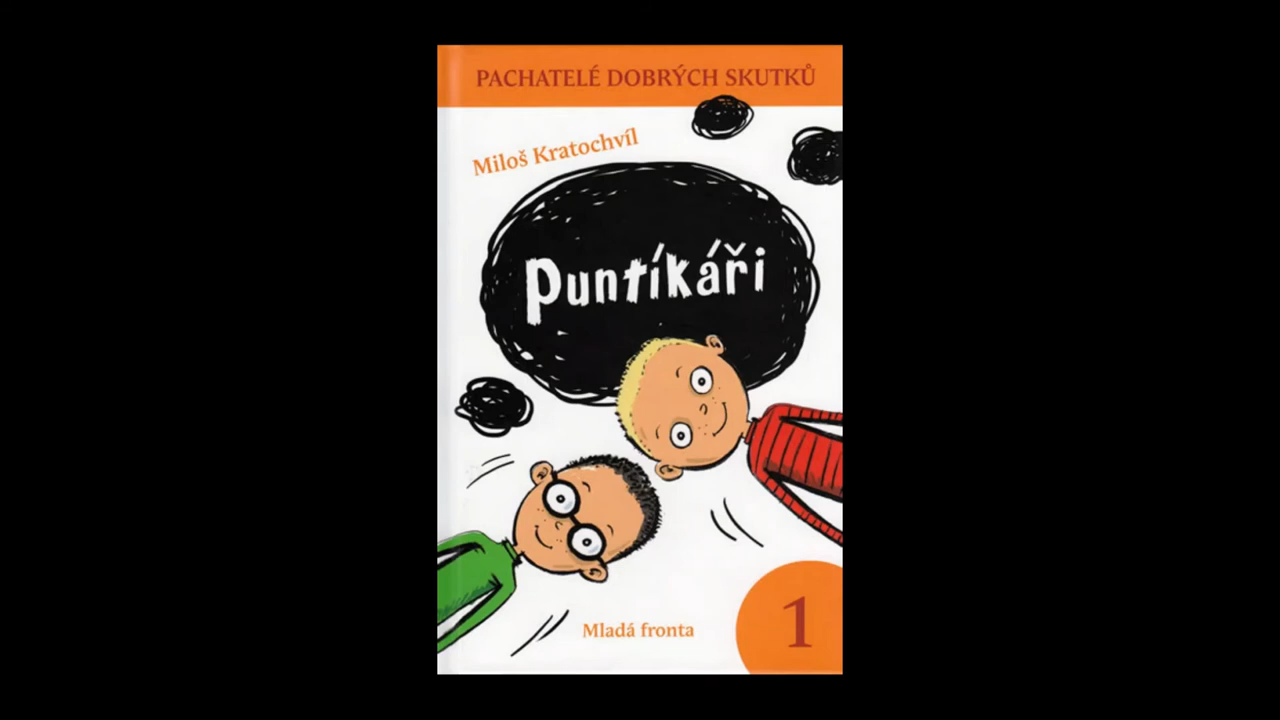 PACHATELÉ DOBRÝCH SKUTKŮ
Miloš Kratochvíl
Puntíkáři
Mladá fronta
1